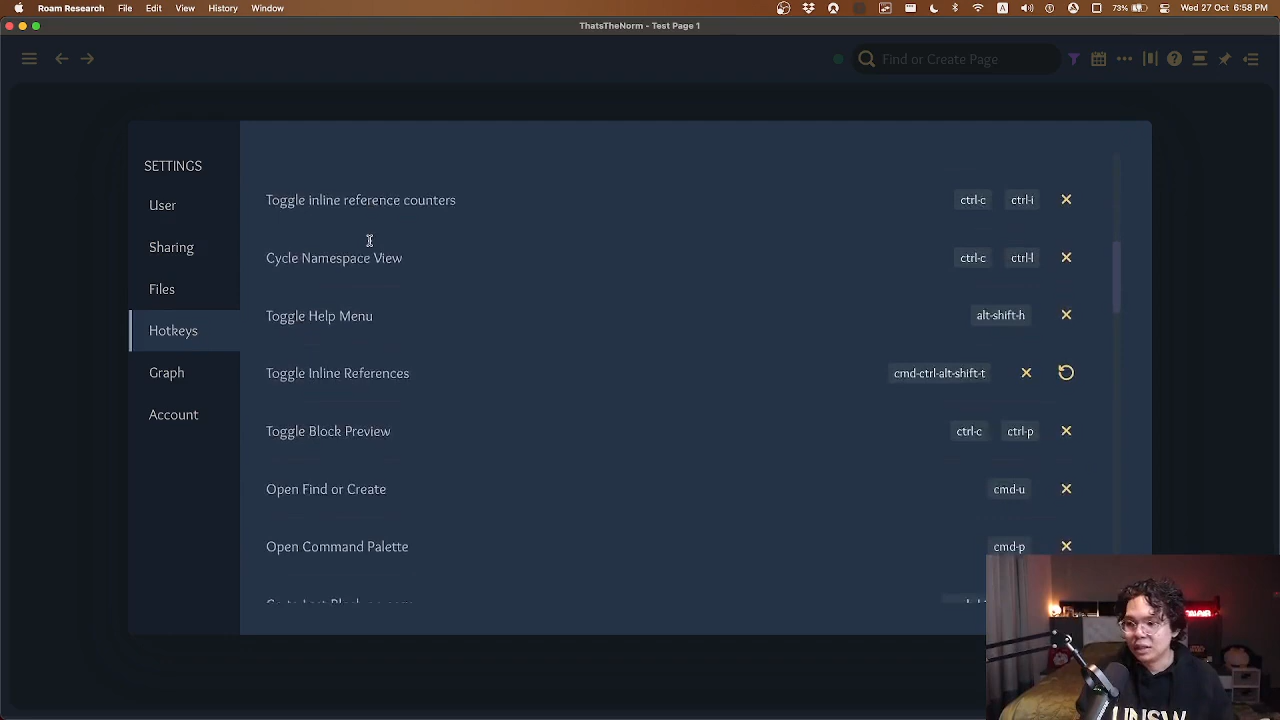 Roam Research File Edit View History Window
73% Wed 27 Oct 8:58 PM
ThatsTheNorm - Test Page 1
Find or Create Page
SETTINGS
User
Sharing
Files
Hotkeys
Graph
Account
Toggle inline reference counters ctrl-c ctrl-i
Cycle Namespace View ctrl-c ctrl-l
Toggle Help Menu alt-shift-h
Toggle Inline References cmd-ctrl-alt-shift-t
Toggle Block Preview ctrl-c ctrl-p
Open Find or Create cmd-u
Open Command Palette cmd-p
UNSW